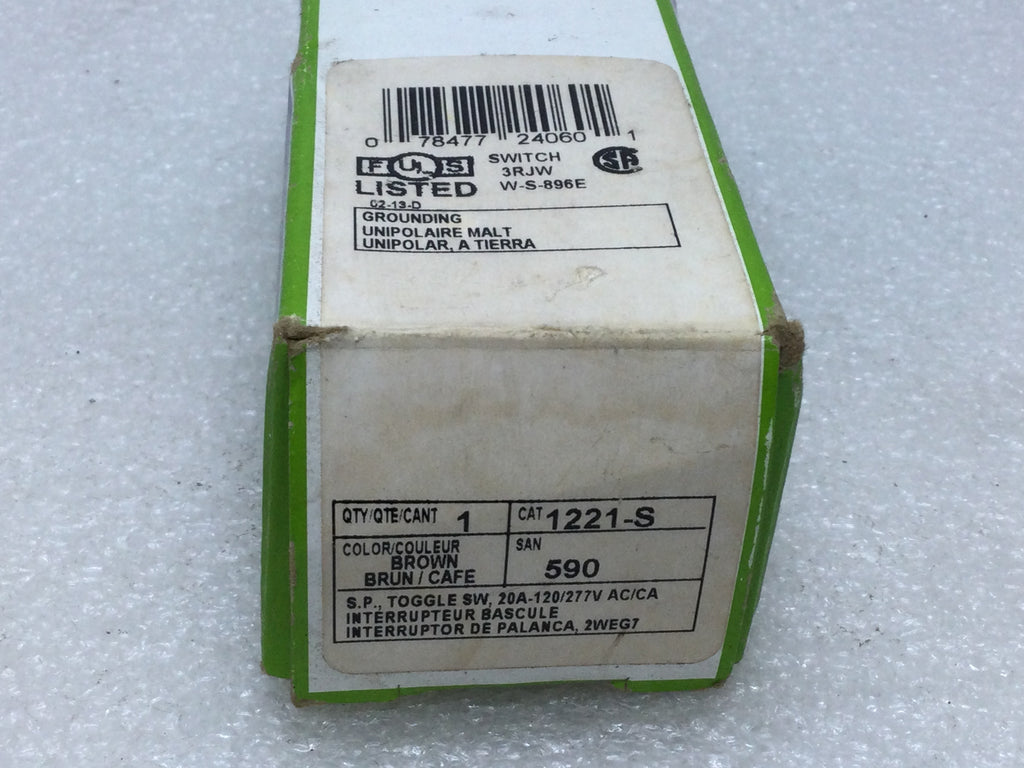 0 78477 24060 1
F UL S SWITCH
LISTED 3RJW
W-S-896E
SA
02-13-D
GROUNDING
UNIPOLAIRE MALT
UNIPOLAR, A TIERRA
QTY/QTE/CANT 1 CAT 1221-S
COLOR/COULEUR SAN
BROWN 590
BRUN / CAFE
S.P., TOGGLE SW, 20A-120/277V AC/CA
INTERRUPTEUR BASCULE
INTERRUPTOR DE PALANCA, 2WEG7